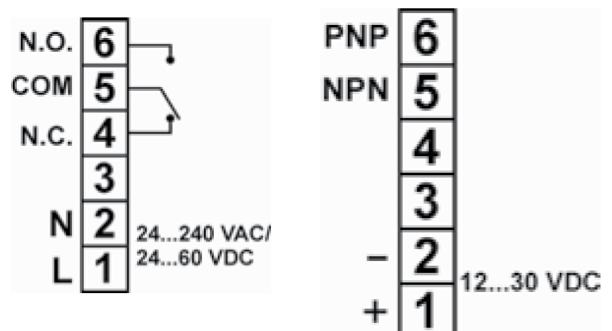 N.O. 6
COM 5
N.C. 4
3
N 2 24...240 VAC/
L 1 24...60 VDC
PNP 6
NPN 5
4
3
– 2
12...30 VDC
+ 1